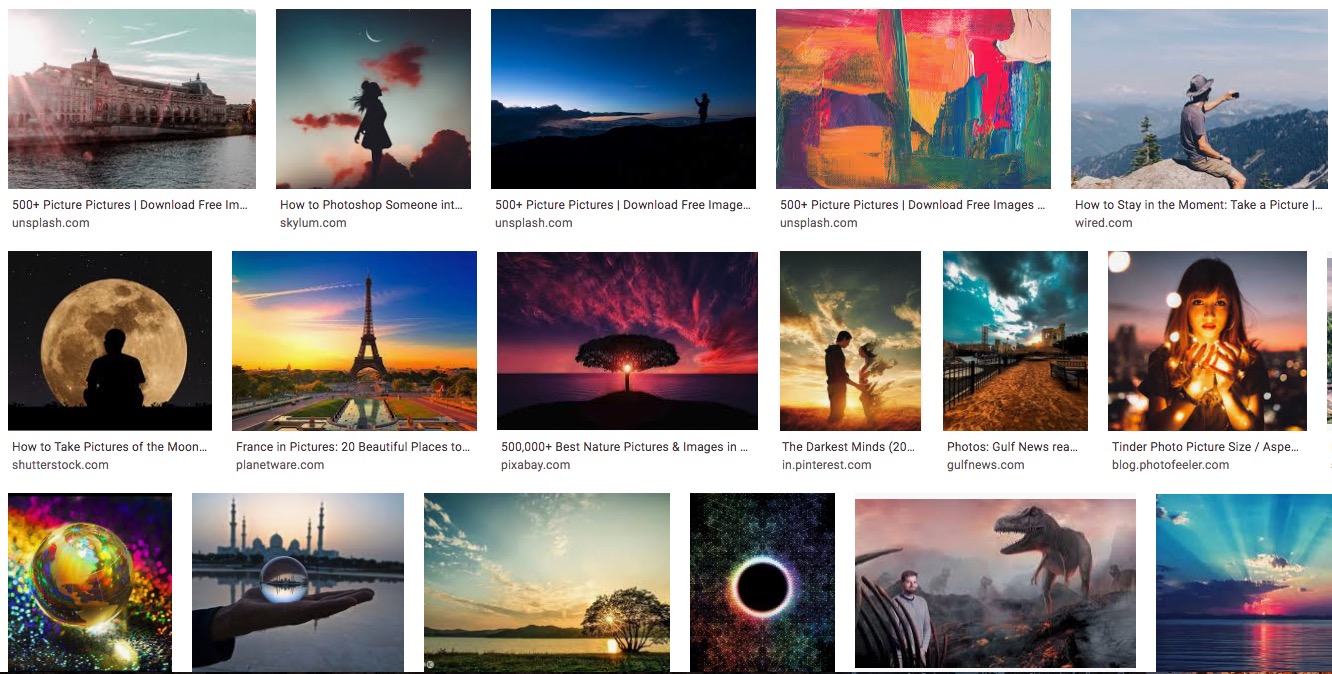 500+ Picture Pictures | Download Free Im...
unsplash.com
How to Photoshop Someone int...
skylum.com
500+ Picture Pictures | Download Free Image...
unsplash.com
500+ Picture Pictures | Download Free Images ...
unsplash.com
How to Stay in the Moment: Take a Picture |...
wired.com
How to Take Pictures of the Moon...
shutterstock.com
France in Pictures: 20 Beautiful Places to...
planetware.com
500,000+ Best Nature Pictures & Images in ...
pixabay.com
The Darkest Minds (20...
in.pinterest.com
Photos: Gulf News rea...
gulfnews.com
Tinder Photo Picture Size / Aspe...
blog.photofeeler.com